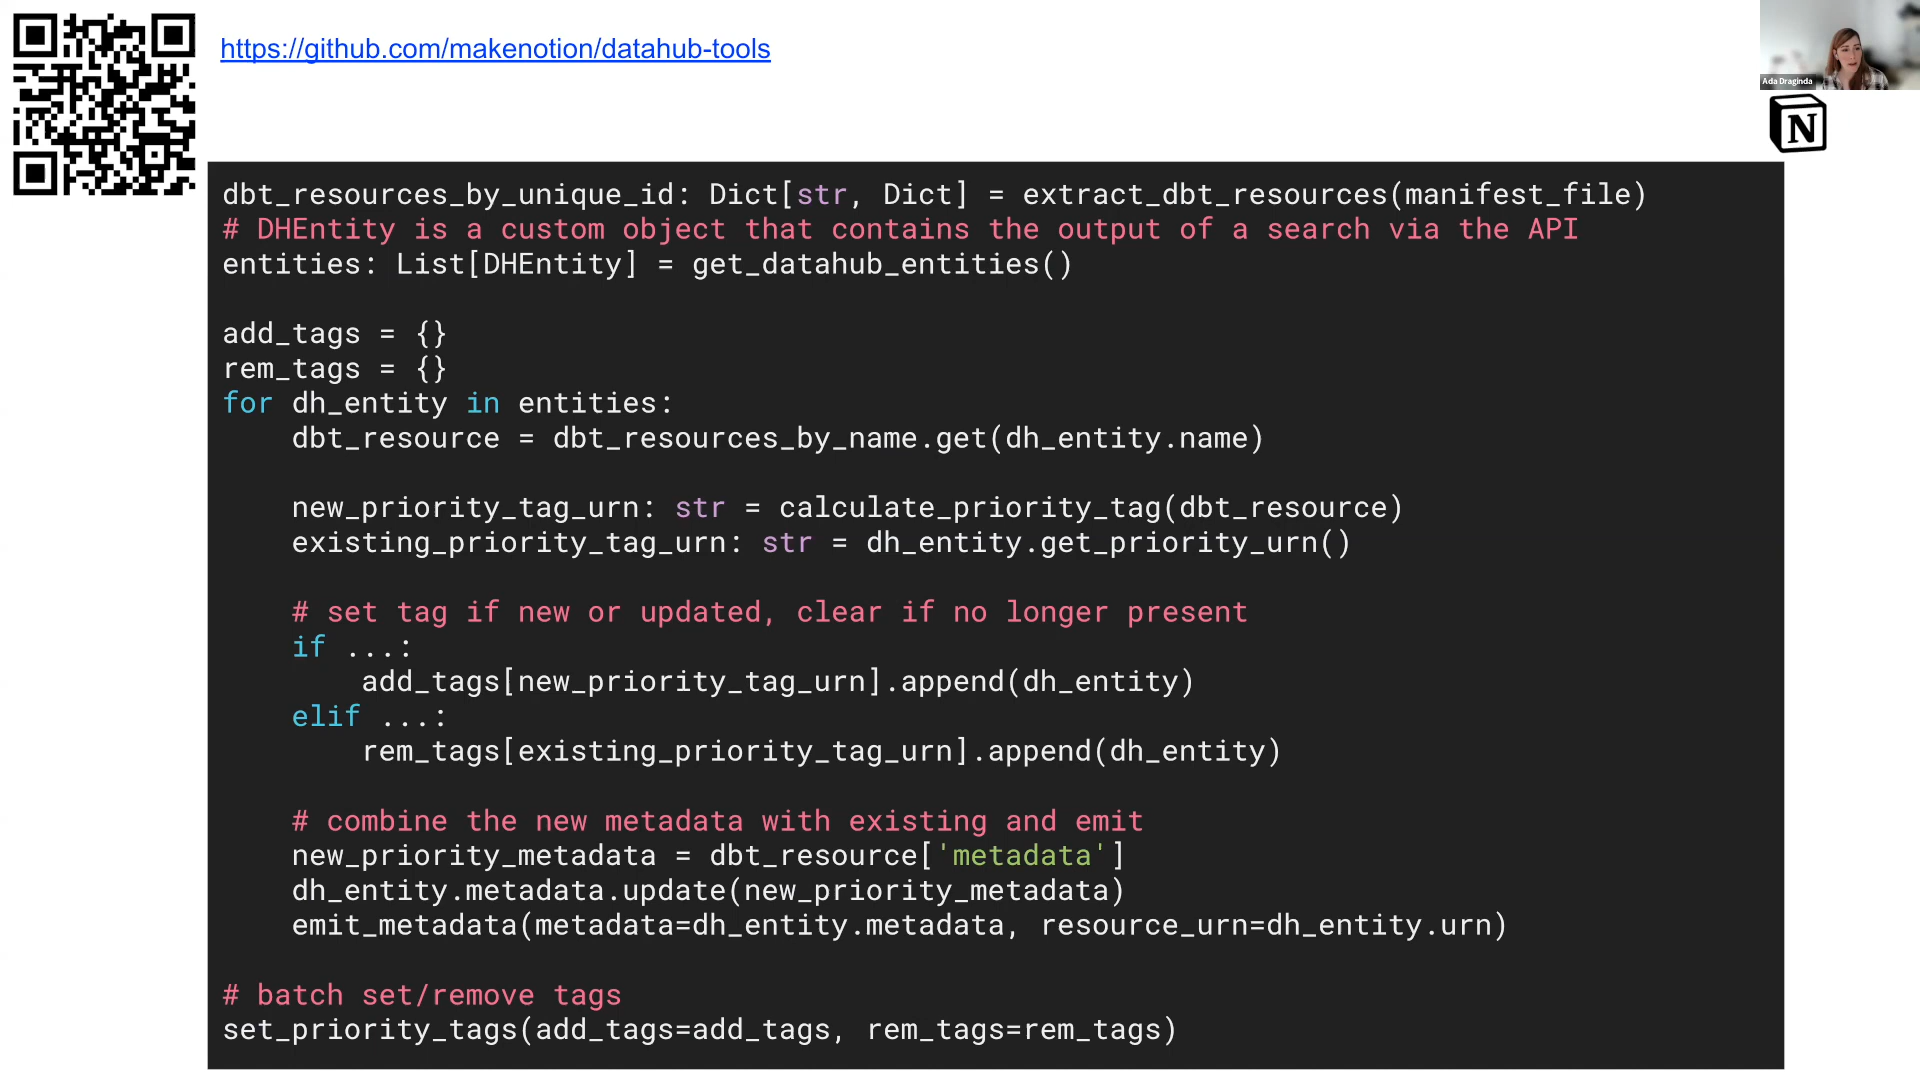 https://github.com/makenotion/datahub-tools
Ada Draginda
N
dbt_resources_by_unique_id: Dict[str, Dict] = extract_dbt_resources(manifest_file)
# DHEntity is a custom object that contains the output of a search via the API
entities: List[DHEntity] = get_datahub_entities()
add_tags = {}
rem_tags = {}
for dh_entity in entities:
    dbt_resource = dbt_resources_by_name.get(dh_entity.name)
    new_priority_tag_urn: str = calculate_priority_tag(dbt_resource)
    existing_priority_tag_urn: str = dh_entity.get_priority_urn()
    # set tag if new or updated, clear if no longer present
    if ...:
        add_tags[new_priority_tag_urn].append(dh_entity)
    elif ...:
        rem_tags[existing_priority_tag_urn].append(dh_entity)
    # combine the new metadata with existing and emit
    new_priority_metadata = dbt_resource['metadata']
    dh_entity.metadata.update(new_priority_metadata)
    emit_metadata(metadata=dh_entity.metadata, resource_urn=dh_entity.urn)
# batch set/remove tags
set_priority_tags(add_tags=add_tags, rem_tags=rem_tags)